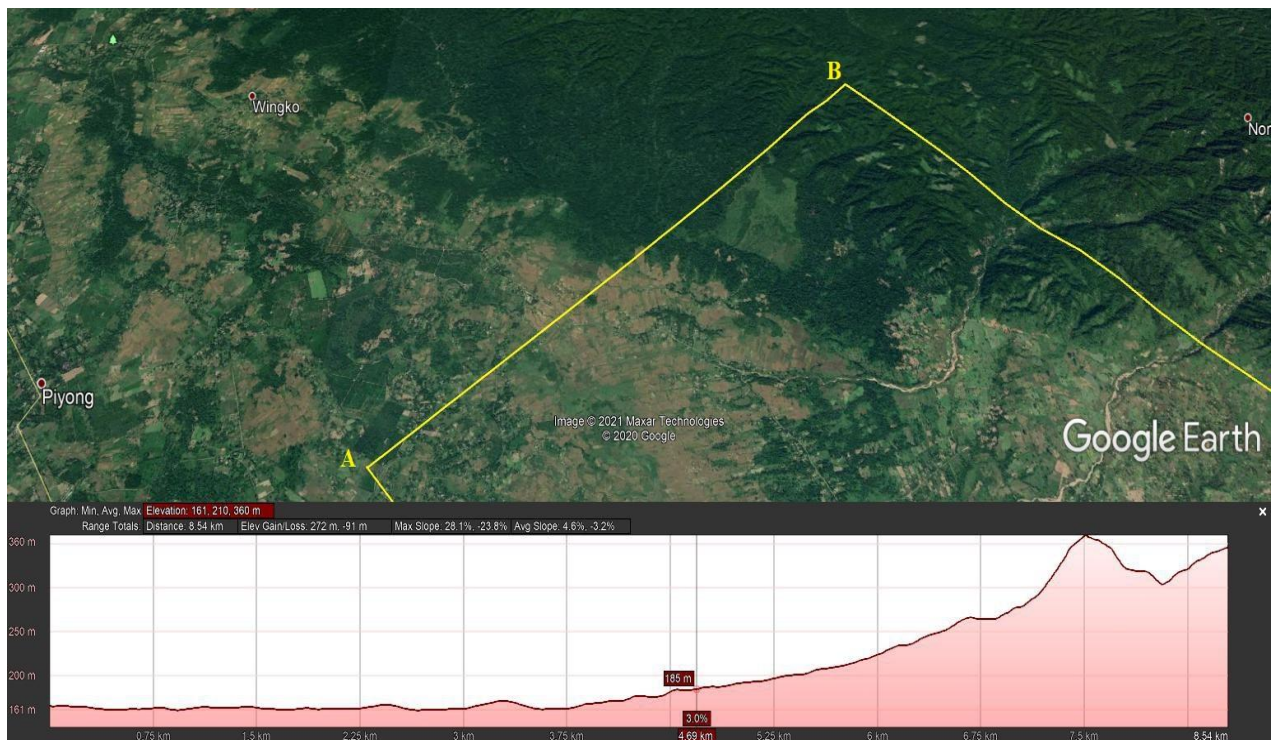 B
Wingko
Nor
Piyong
A
Image © 2021 Maxar Technologies
© 2020 Google
Google Earth
Graph: Min, Avg, Max Elevation: 161, 210, 360 m
Range Totals: Distance: 8.54 km Elev Gain/Loss: 272 m, -91 m Max Slope: 28.1%, -23.8% Avg Slope: 4.6%, -3.2%
360 m
300 m
250 m
200 m
161 m
185 m
3.0%
0.75 km 1.5 km 2.25 km 3 km 3.75 km 4.69 km 5.25 km 6 km 6.75 km 7.5 km 8.54 km